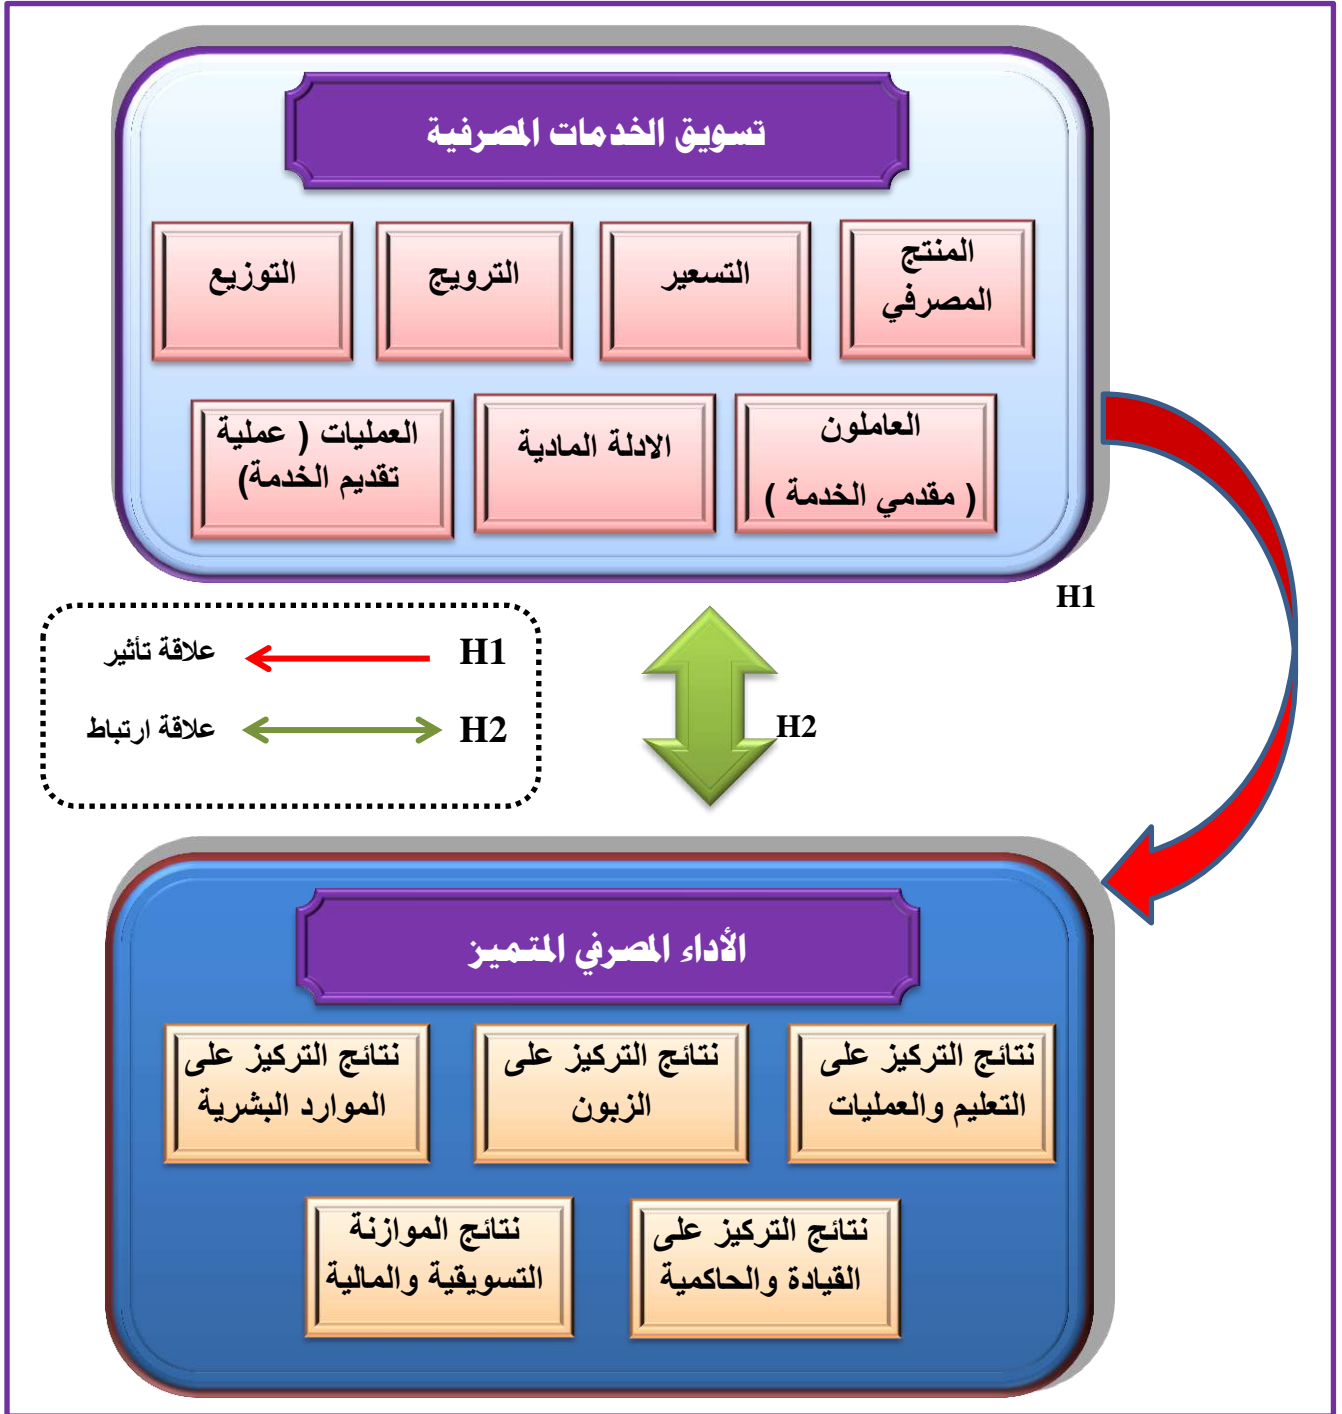 تسويق الخدمات المصرفية
المنتج
المصرفي
التسعير
الترويج
التوزيع
العاملون
( مقدمي الخدمة )
الادلة المادية
العمليات ( عملية
تقديم الخدمة)
H1
H1
علاقة تأثير
H2
علاقة ارتباط
H2
الأداء المصرفي المتميز
نتائج التركيز على
التعليم والعمليات
نتائج التركيز على
الزبون
نتائج التركيز على
الموارد البشرية
نتائج التركيز على
القيادة والحاكمية
نتائج الموازنة
التسويقية والمالية